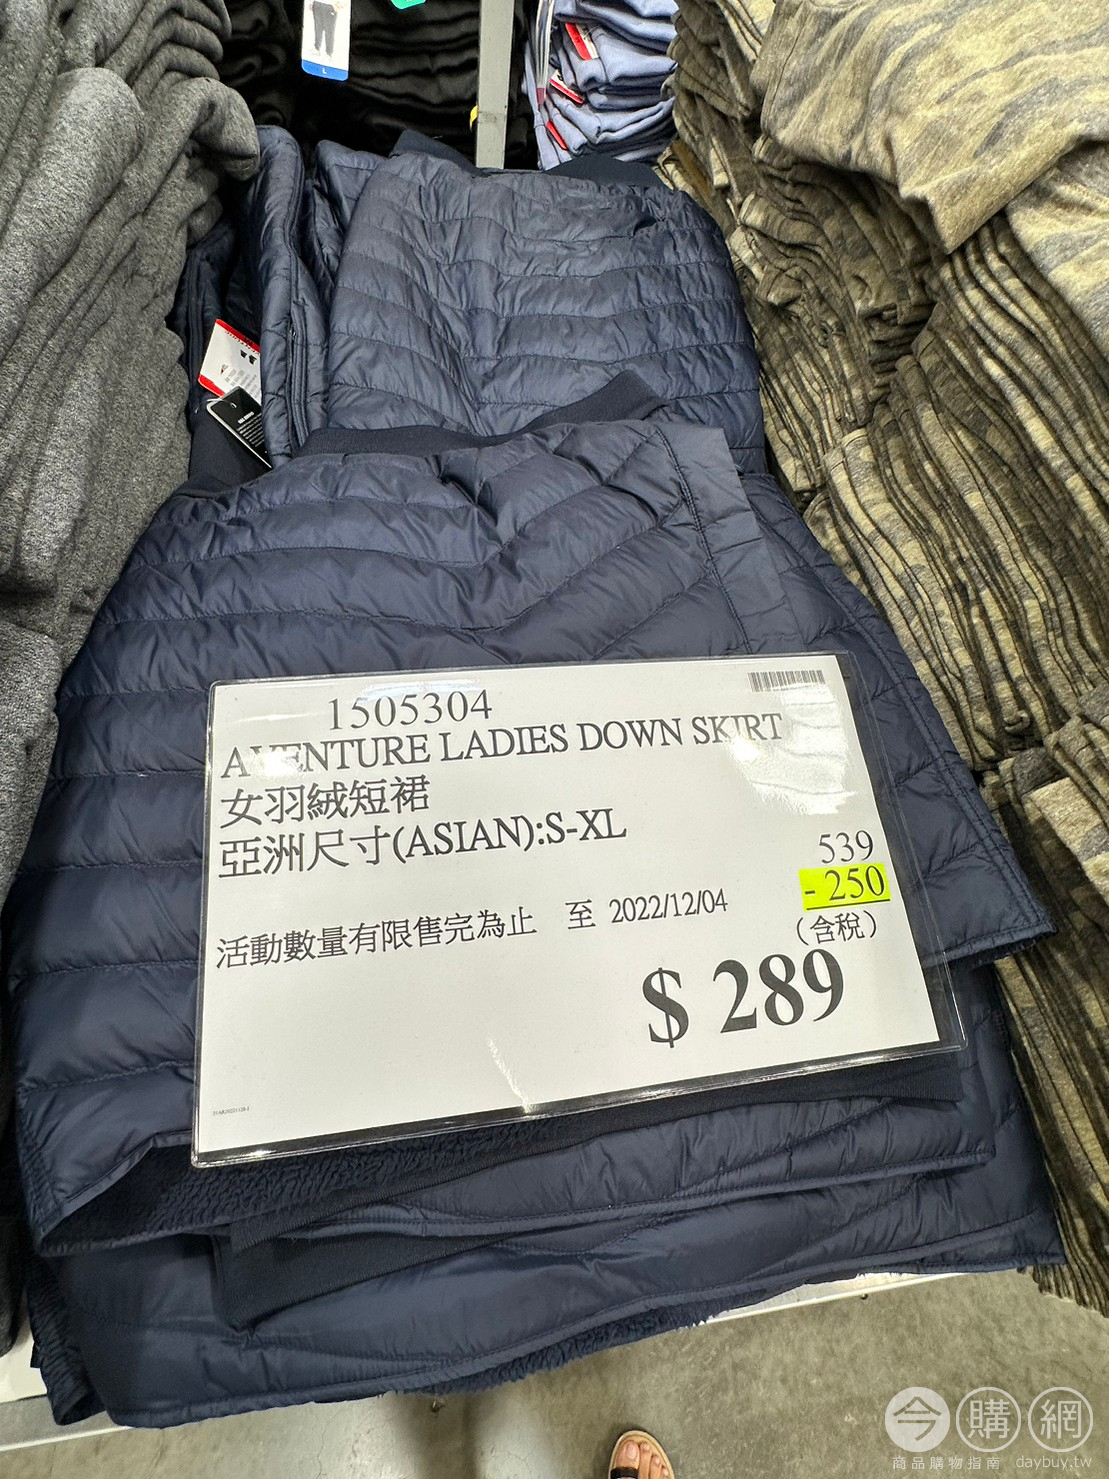 L
1505304
AVENTURE LADIES DOWN SKIRT
女羽絨短裙
亞洲尺寸(ASIAN):S-XL
539
- 250
(含稅)
活動數量有限售完為止 至 2022/12/04
$ 289
今購網
商品購物指南 daybuy.tw